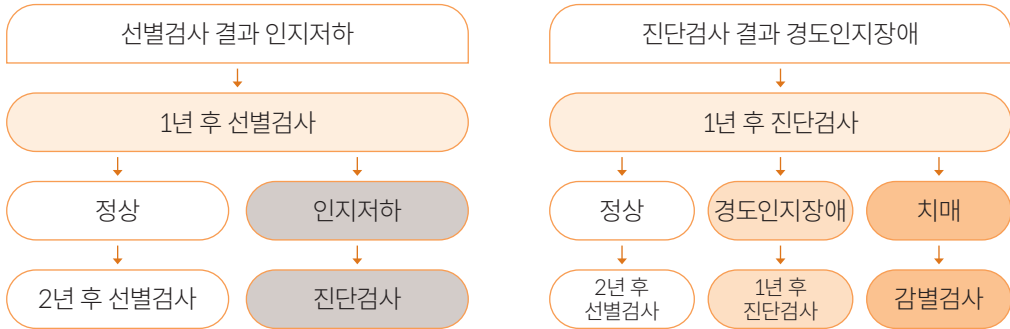 선별검사 결과 인지저하
1년 후 선별검사
정상
인지저하
2년 후 선별검사
진단검사
진단검사 결과 경도인지장애
1년 후 진단검사
정상
경도인지장애
치매
2년 후
선별검사
1년 후
진단검사
감별검사